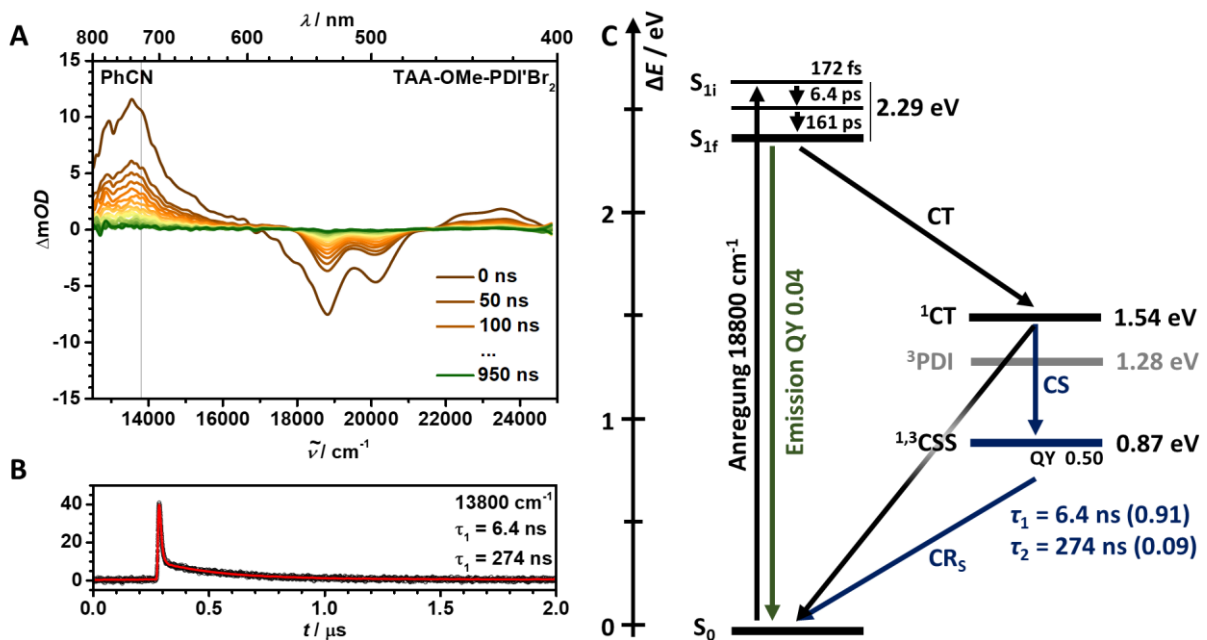 A
λ / nm
800 700 600 500 400
15
10
5
0
-5
-10
-15
ΔmOD
PhCN
TAA-OMe-PDI'Br₂
0 ns
50 ns
100 ns
...
950 ns
14000 16000 18000 20000 22000 24000
ṽ / cm⁻¹
B
40
20
0
13800 cm⁻¹
τ₁ = 6.4 ns
τ₁ = 274 ns
0.0 0.5 1.0 1.5 2.0
t / μs
C
ΔE / eV
2
1
0
S₁ᵢ
172 fs
6.4 ps
161 ps
2.29 eV
S₁f
Anregung 18800 cm⁻¹
Emission QY 0.04
CT
¹CT
1.54 eV
³PDI
1.28 eV
CS
¹,³CSS
0.87 eV
QY 0.50
τ₁ = 6.4 ns (0.91)
τ₂ = 274 ns (0.09)
CRS
S₀